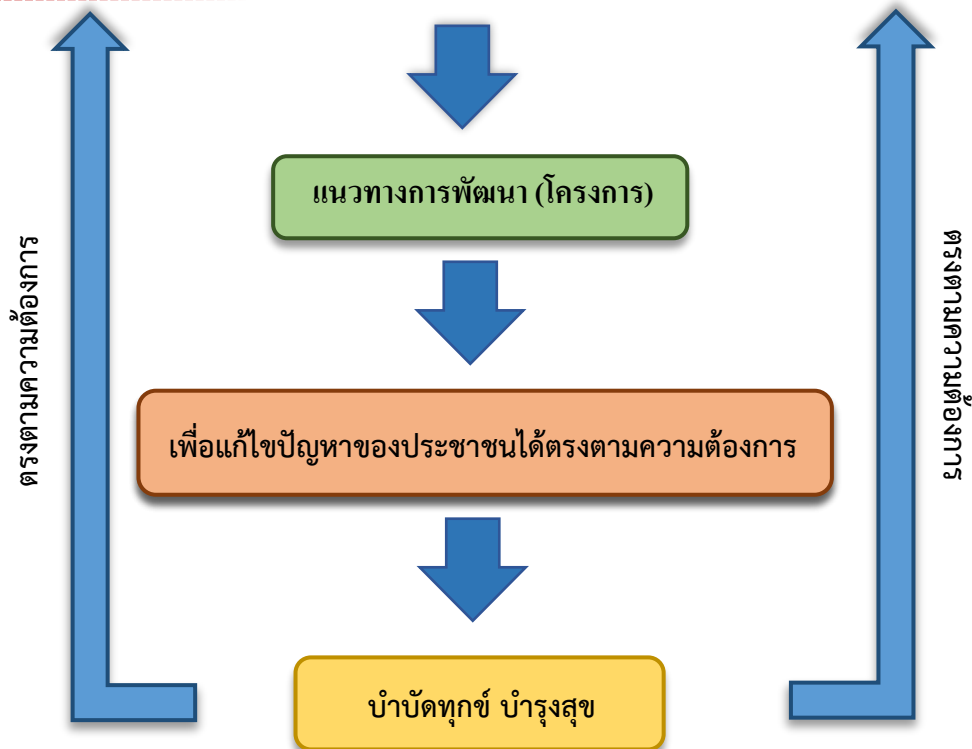 แนวทางการพัฒนา (โครงการ)
ตรงตามความต้องการ
ตรงตามความต้องการ
เพื่อแก้ไขปัญหาของประชาชนได้ตรงตามความต้องการ
บำบัดทุกข์ บำรุงสุข